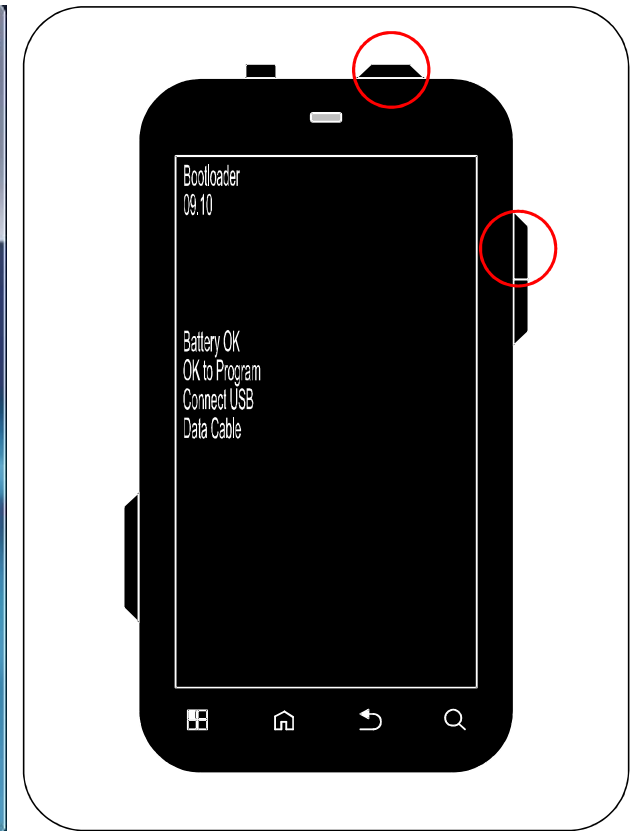 Bootloader
09.10
Battery OK
OK to Program
Connect USB
Data Cable